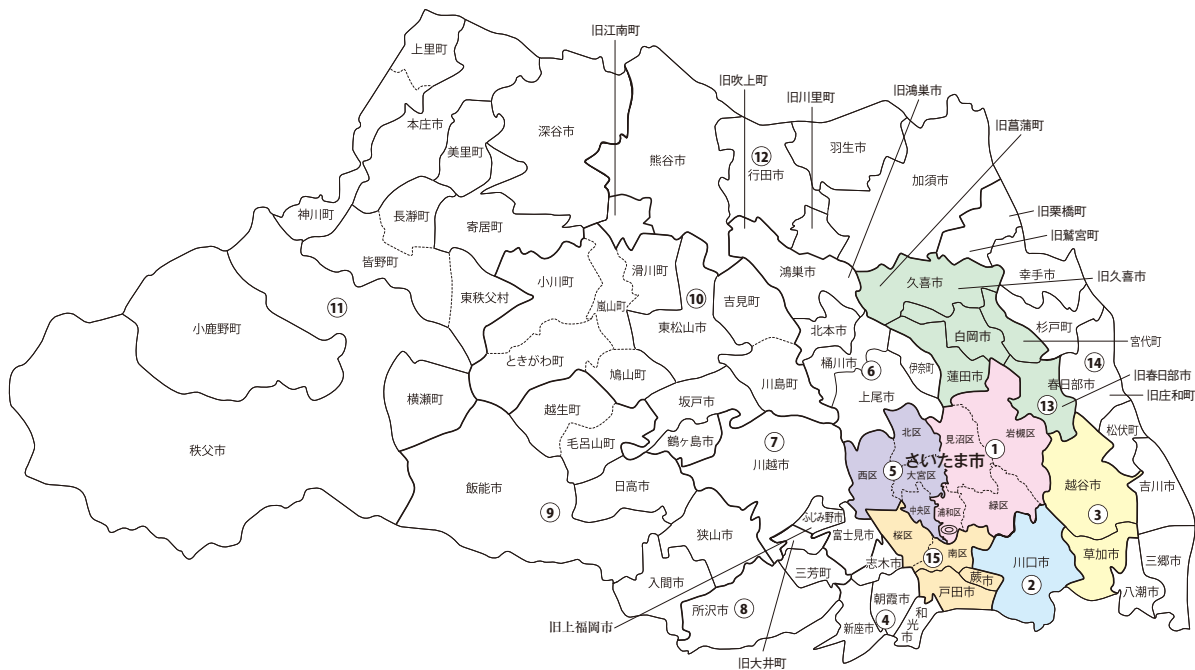 旧江南町
上里町
旧吹上町
旧川里町
旧鴻巣市
旧菖蒲町
本庄市
深谷市
美里町
熊谷市
⑫
行田市
羽生市
加須市
神川町
長瀞町
寄居町
旧栗橋町
旧鷲宮町
皆野町
小川町
滑川町
鴻巣市
久喜市
幸手市
旧久喜市
東秩父村
嵐山町
⑩
吉見町
⑪
小鹿野町
東松山市
北本市
白岡市
杉戸町
宮代町
ときがわ町
鳩山町
川島町
桶川市
⑥
伊奈町
蓮田市
⑭
旧春日部市
春日部市
横瀬町
越生町
坂戸市
上尾市
⑬
旧庄和町
毛呂山町
鶴ヶ島市
⑦
川越市
北区
見沼区
岩槻区
①
松伏町
秩父市
さいたま市
西区
⑤
大宮区
飯能市
日高市
越谷市
吉川市
⑨
中央区
浦和区
緑区
③
ふじみ野市
狭山市
富士見市
桜区
南区
⑮
川口市
草加市
三郷市
志木市
入間市
三芳町
蕨市
戸田市
②
八潮市
所沢市
⑧
朝霞市
④
和光市
旧上福岡市
新座市
旧大井町